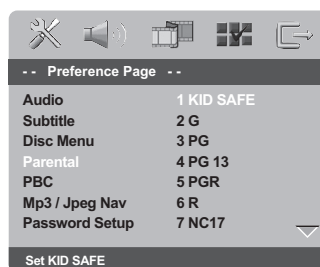 - - Preference Page - -
Audio 1 KID SAFE
Subtitle 2 G
Disc Menu 3 PG
Parental 4 PG 13
PBC 5 PGR
Mp3 / Jpeg Nav 6 R
Password Setup 7 NC17
Set KID SAFE